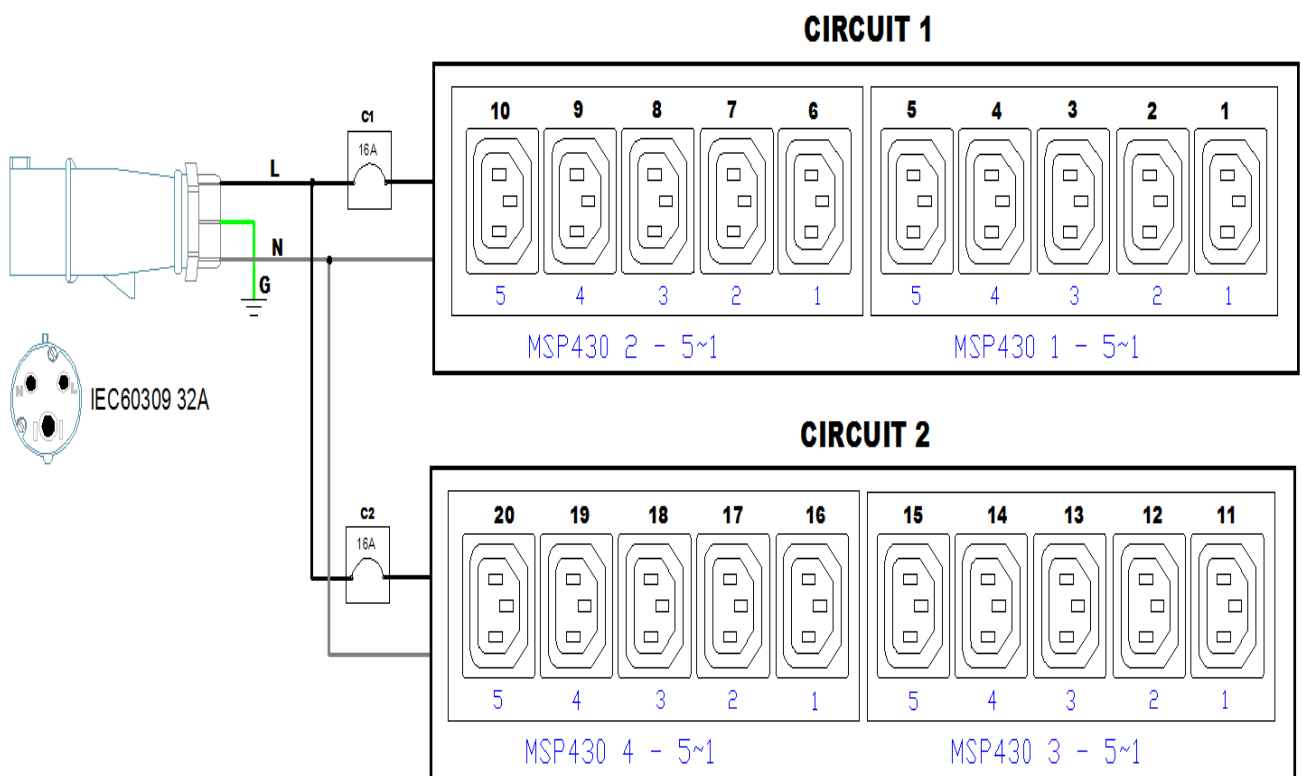 CIRCUIT 1
C1
16A
10 9 8 7 6 5 4 3 2 1
5 4 3 2 1 5 4 3 2 1
MSP430 2 - 5~1 MSP430 1 - 5~1
L
N
G
N L
IEC60309 32A
CIRCUIT 2
C2
16A
20 19 18 17 16 15 14 13 12 11
5 4 3 2 1 5 4 3 2 1
MSP430 4 - 5~1 MSP430 3 - 5~1